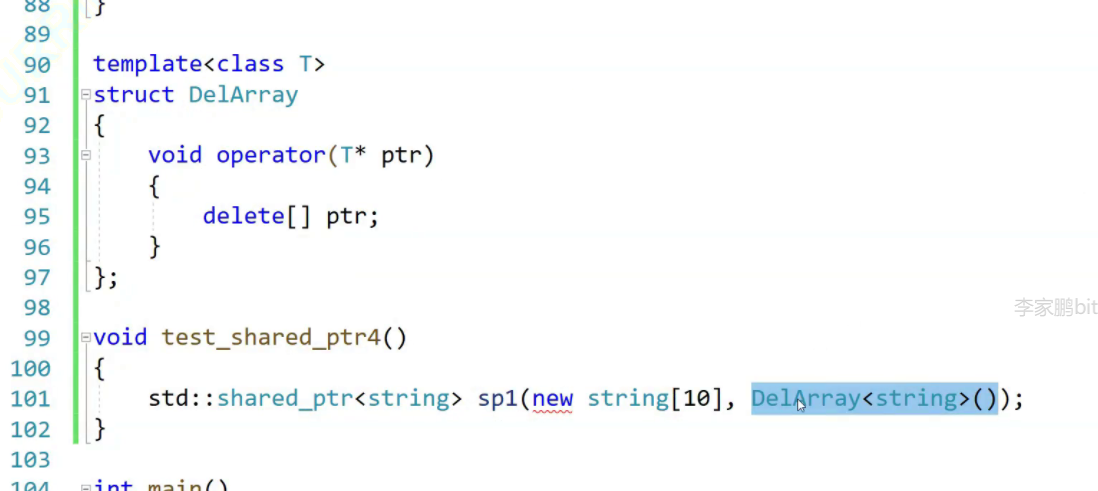 88 }
89
90 template<class T>
91 struct DelArray
92 {
93     void operator(T* ptr)
94     {
95         delete[] ptr;
96     }
97 };
98
李家鹏bit
99 void test_shared_ptr4()
100 {
101     std::shared_ptr<string> sp1(new string[10], DelArray<string>());
102 }
103
104 int main()